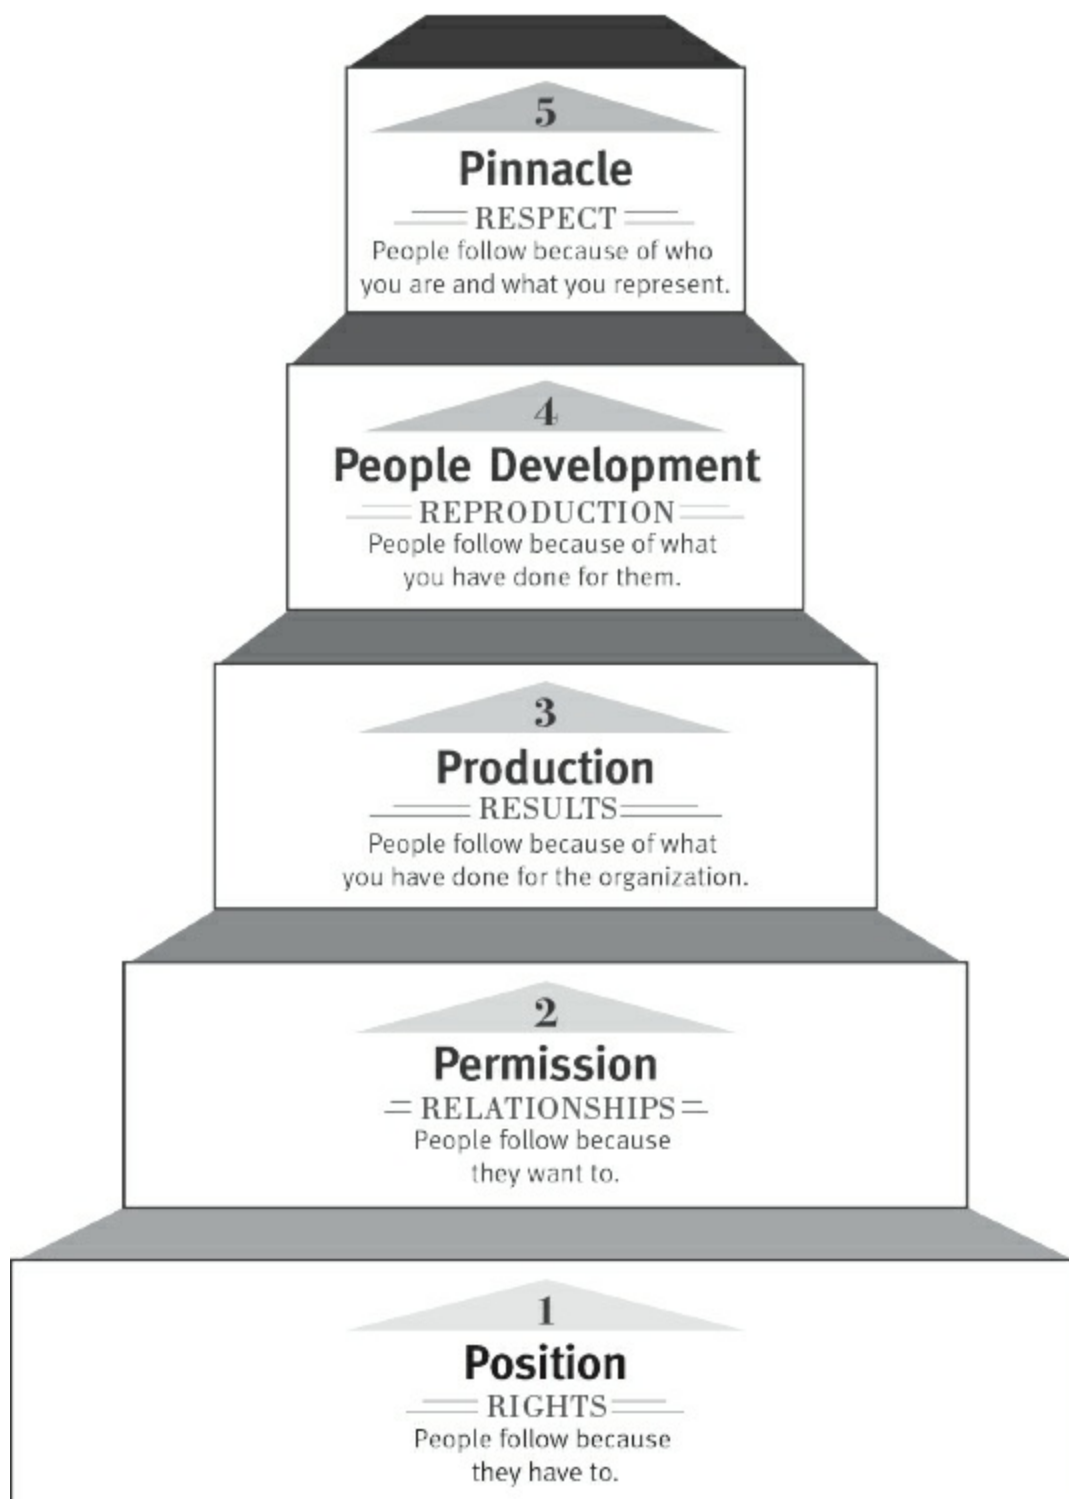 5
Pinnacle
RESPECT
People follow because of who
you are and what you represent.
4
People Development
REPRODUCTION
People follow because of what
you have done for them.
3
Production
RESULTS
People follow because of what
you have done for the organization.
2
Permission
RELATIONSHIPS
People follow because
they want to.
1
Position
RIGHTS
People follow because
they have to.